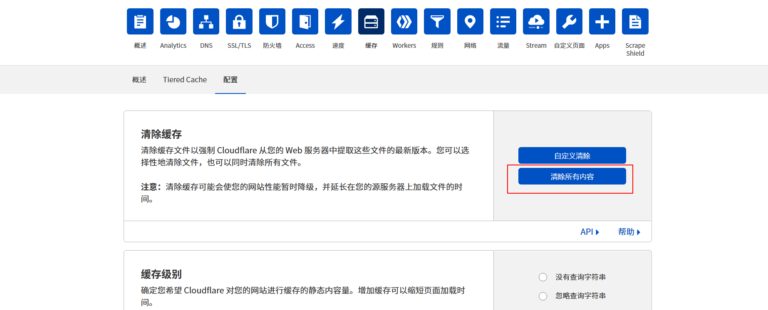 概述
Analytics
DNS
SSL/TLS
防火墙
Access
速度
缓存
Workers
规则
网络
流量
Stream
自定义页面
Apps
Scrape
Shield
概述
Tiered Cache
配置
清除缓存
清除缓存文件以强制 Cloudflare 从您的 Web 服务器中提取这些文件的最新版本。您可以选
择性地清除文件，也可以同时清除所有文件。
注意：清除缓存可能会使您的网站性能暂时降级，并延长在您的源服务器上加载文件的时
间。
自定义清除
清除所有内容
API
帮助
缓存级别
确定您希望 Cloudflare 对您的网站进行缓存的静态内容量。增加缓存可以缩短页面加载时
间。
没有查询字符串
忽略查询字符串